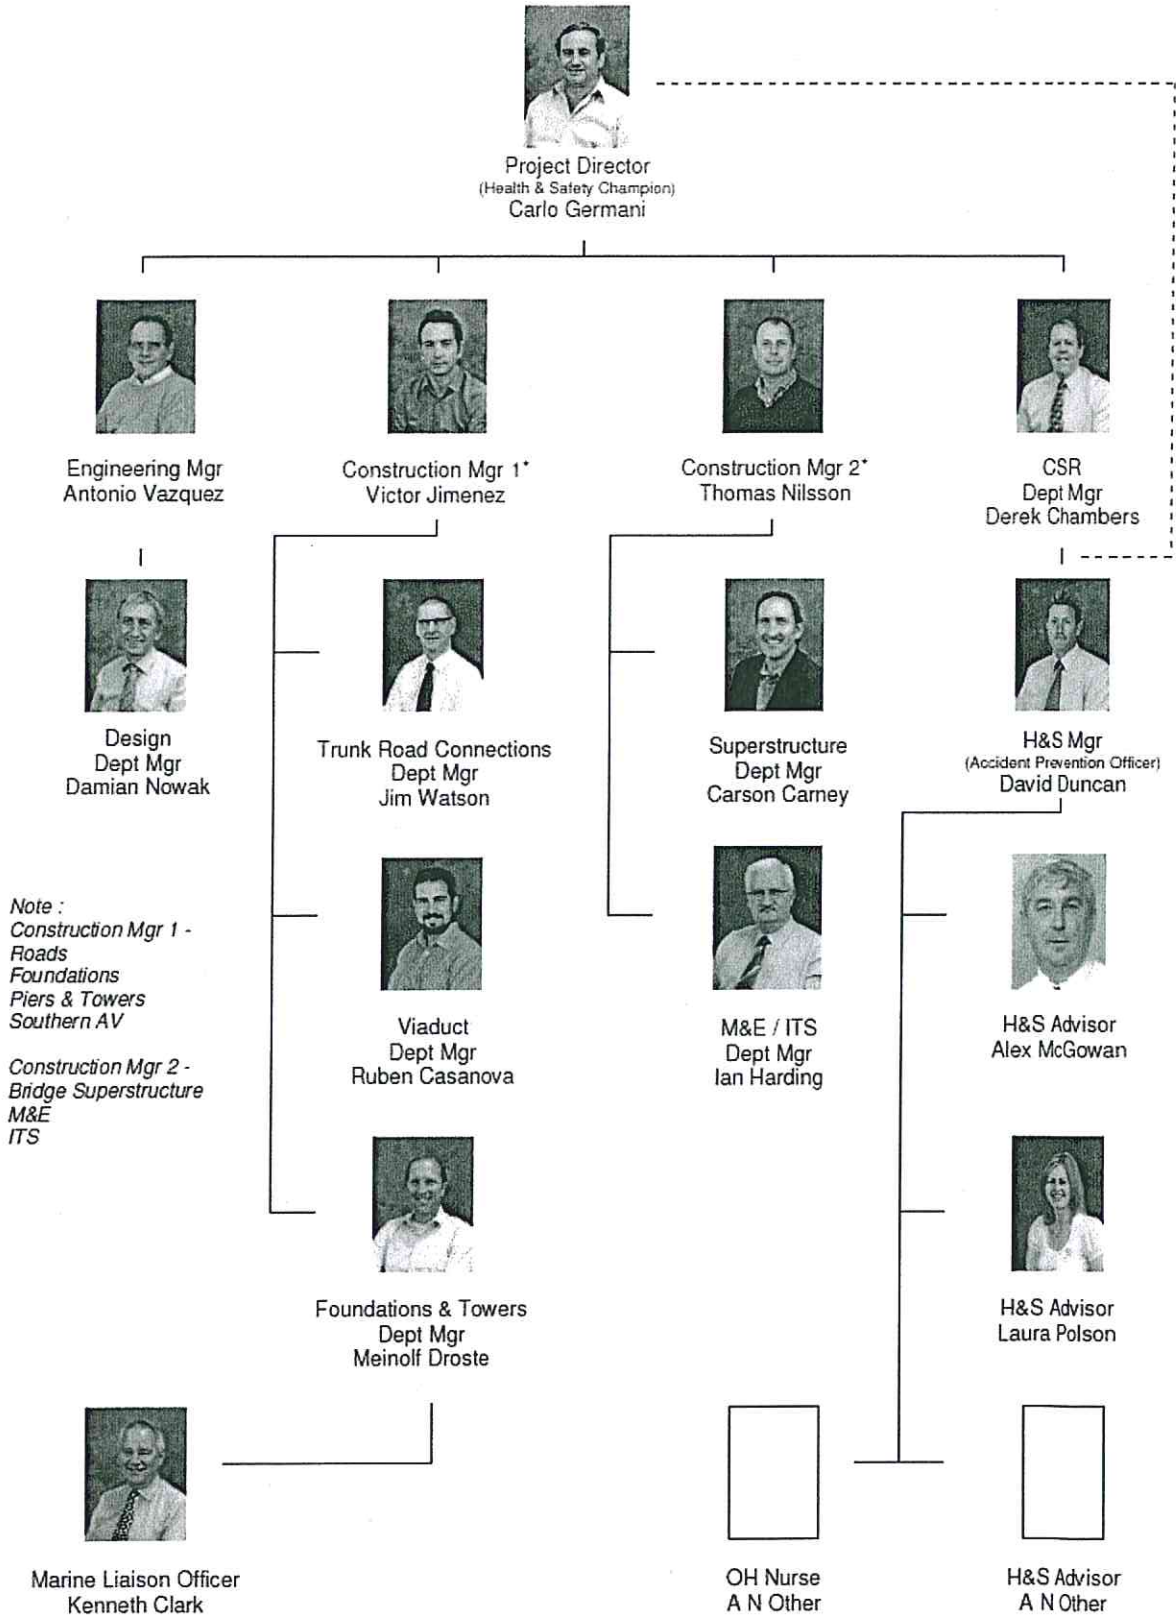 Project Director
(Health & Safety Champion)
Carlo Germani
Engineering Mgr
Antonio Vazquez
Construction Mgr 1*
Victor Jimenez
Construction Mgr 2*
Thomas Nilsson
CSR
Dept Mgr
Derek Chambers
Design
Dept Mgr
Damian Nowak
Trunk Road Connections
Dept Mgr
Jim Watson
Superstructure
Dept Mgr
Carson Carney
H&S Mgr
(Accident Prevention Officer)
David Duncan
Note :
Construction Mgr 1 -
Roads
Foundations
Piers & Towers
Southern AV
Construction Mgr 2 -
Bridge Superstructure
M&E
ITS
Viaduct
Dept Mgr
Ruben Casanova
M&E / ITS
Dept Mgr
Ian Harding
H&S Advisor
Alex McGowan
Foundations & Towers
Dept Mgr
Meinolf Droste
H&S Advisor
Laura Polson
Marine Liaison Officer
Kenneth Clark
OH Nurse
A N Other
H&S Advisor
A N Other